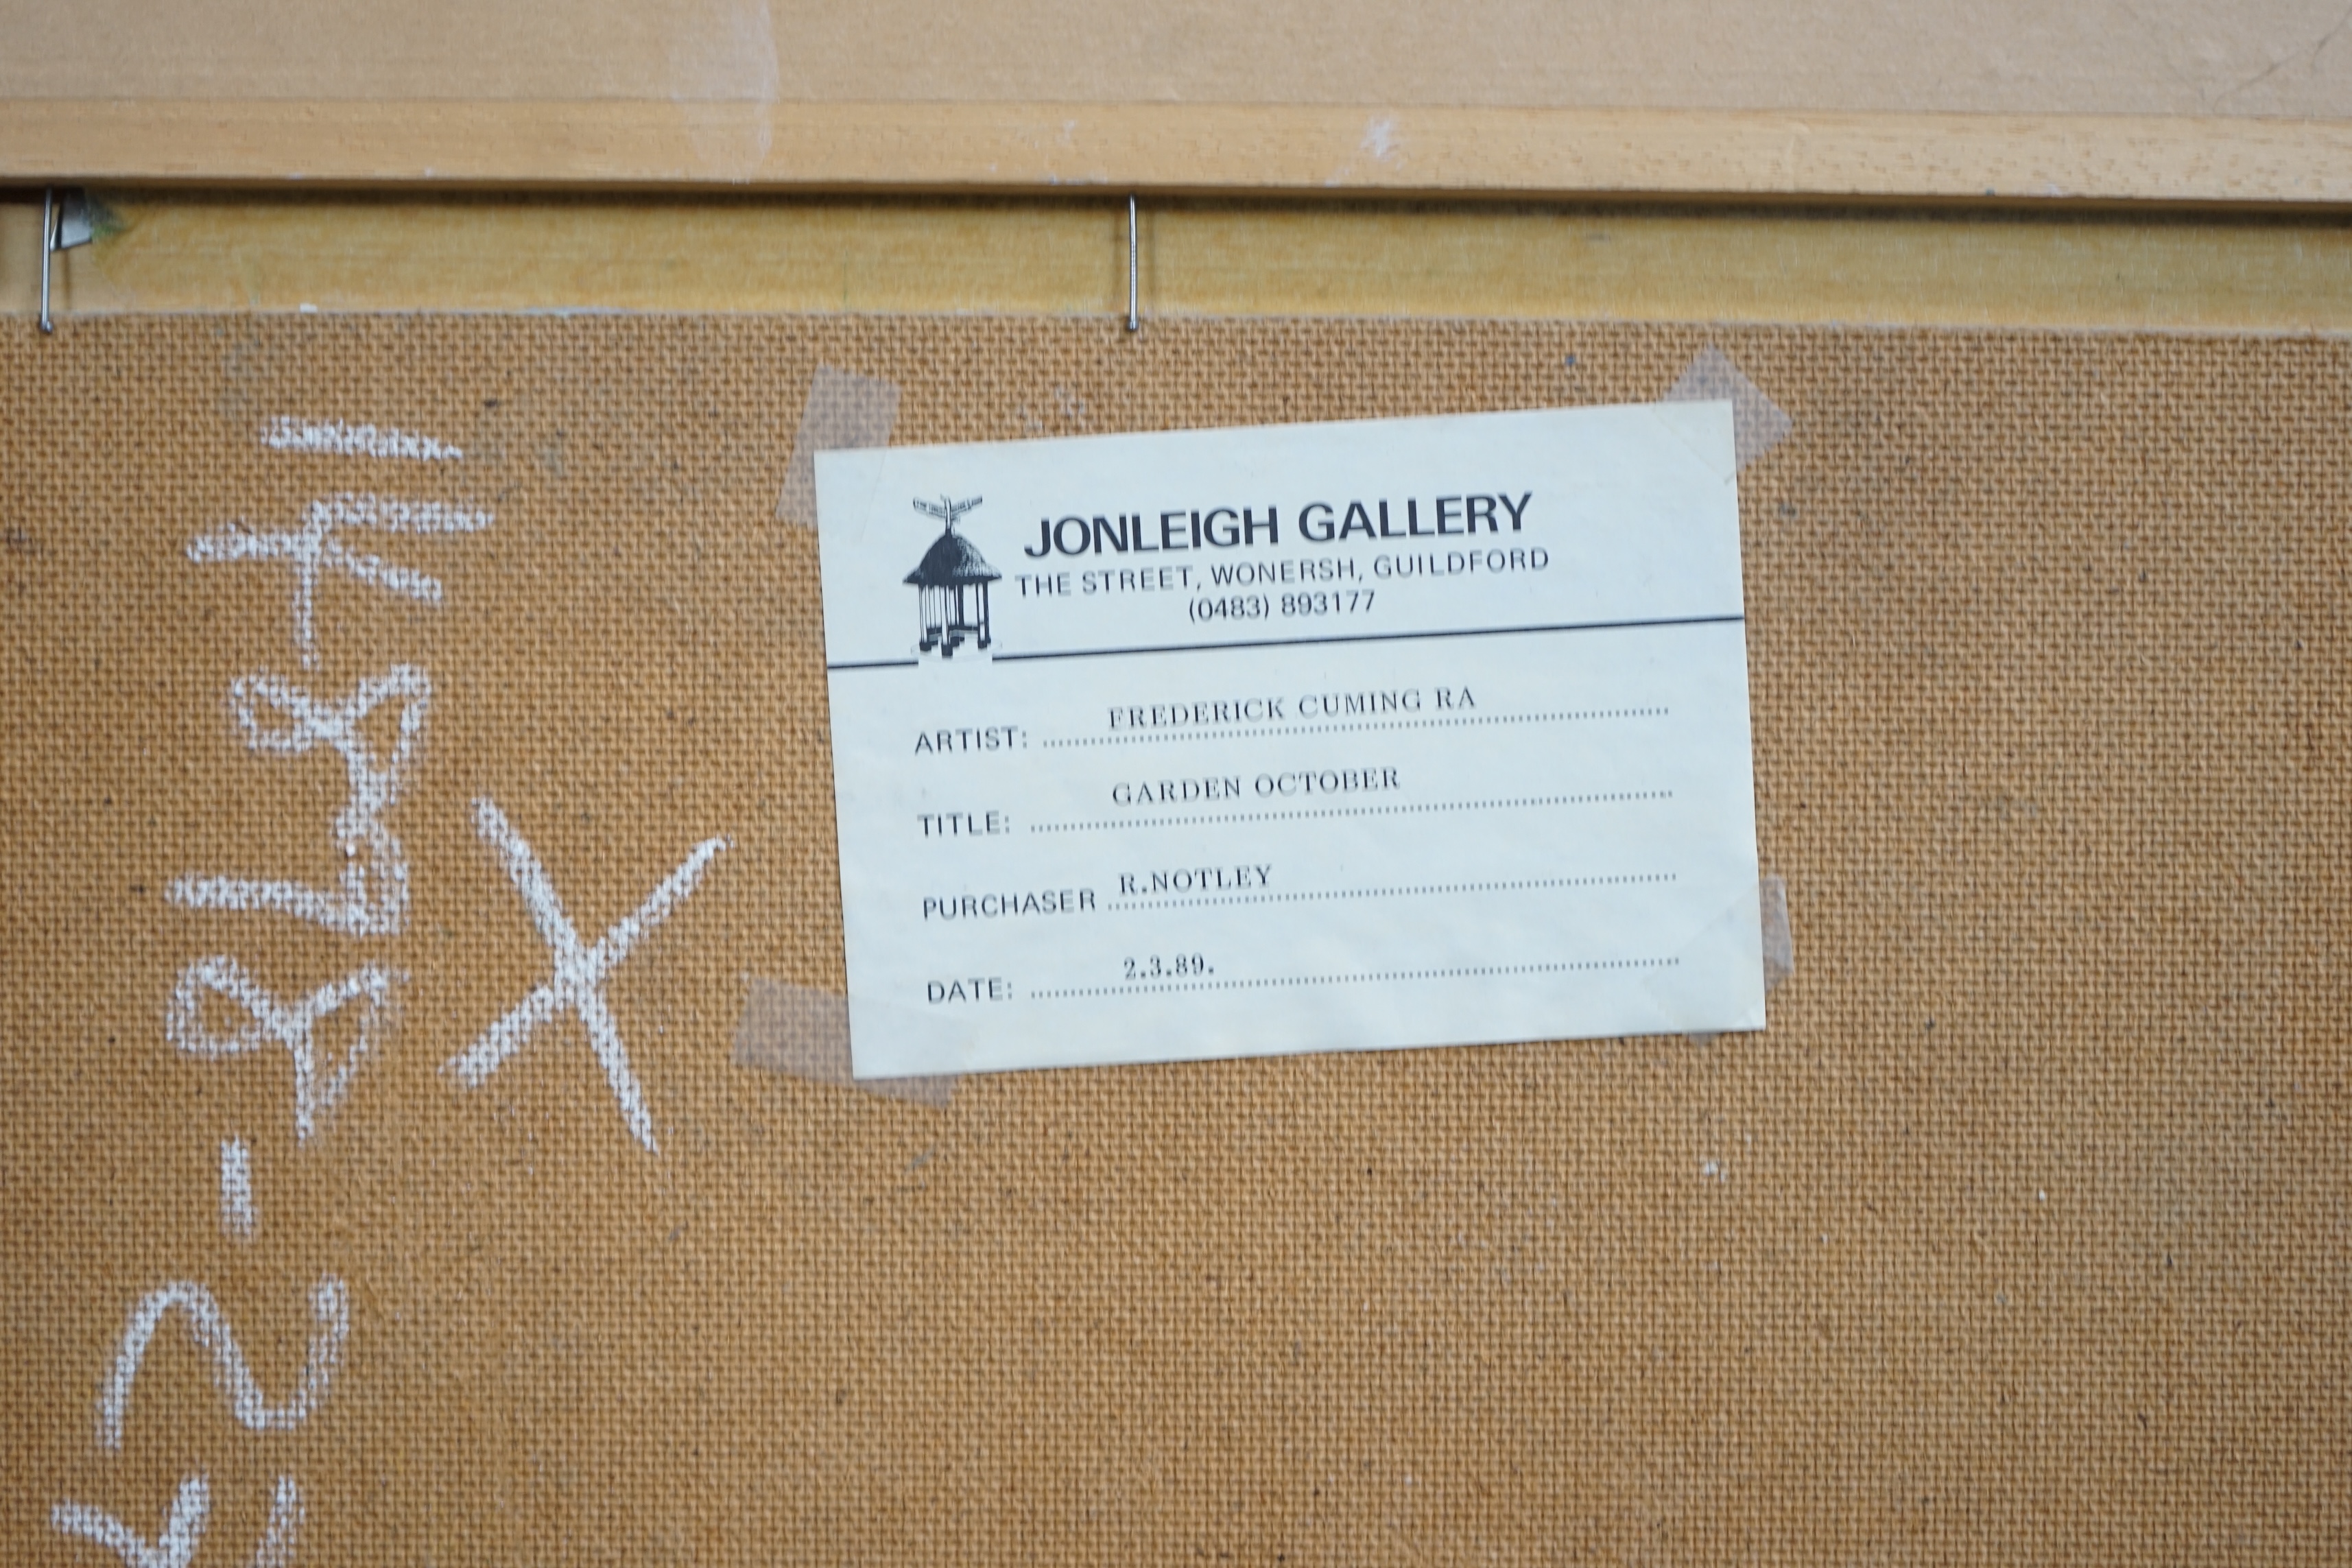 JONLEIGH GALLERY
THE STREET, WONERSH, GUILDFORD
(0483) 893177
ARTIST: FREDERICK CUMING RA
TITLE: GARDEN OCTOBER
PURCHASER R.NOTLEY
DATE: 2.3.89.
X